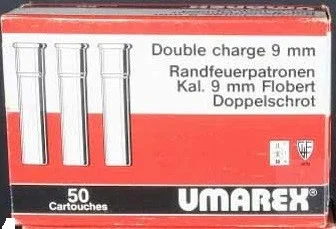 Double charge 9 mm
Randfeuerpatronen
Kal. 9 mm Flobert
Doppelschrot
50
Cartouches
UMAREX®